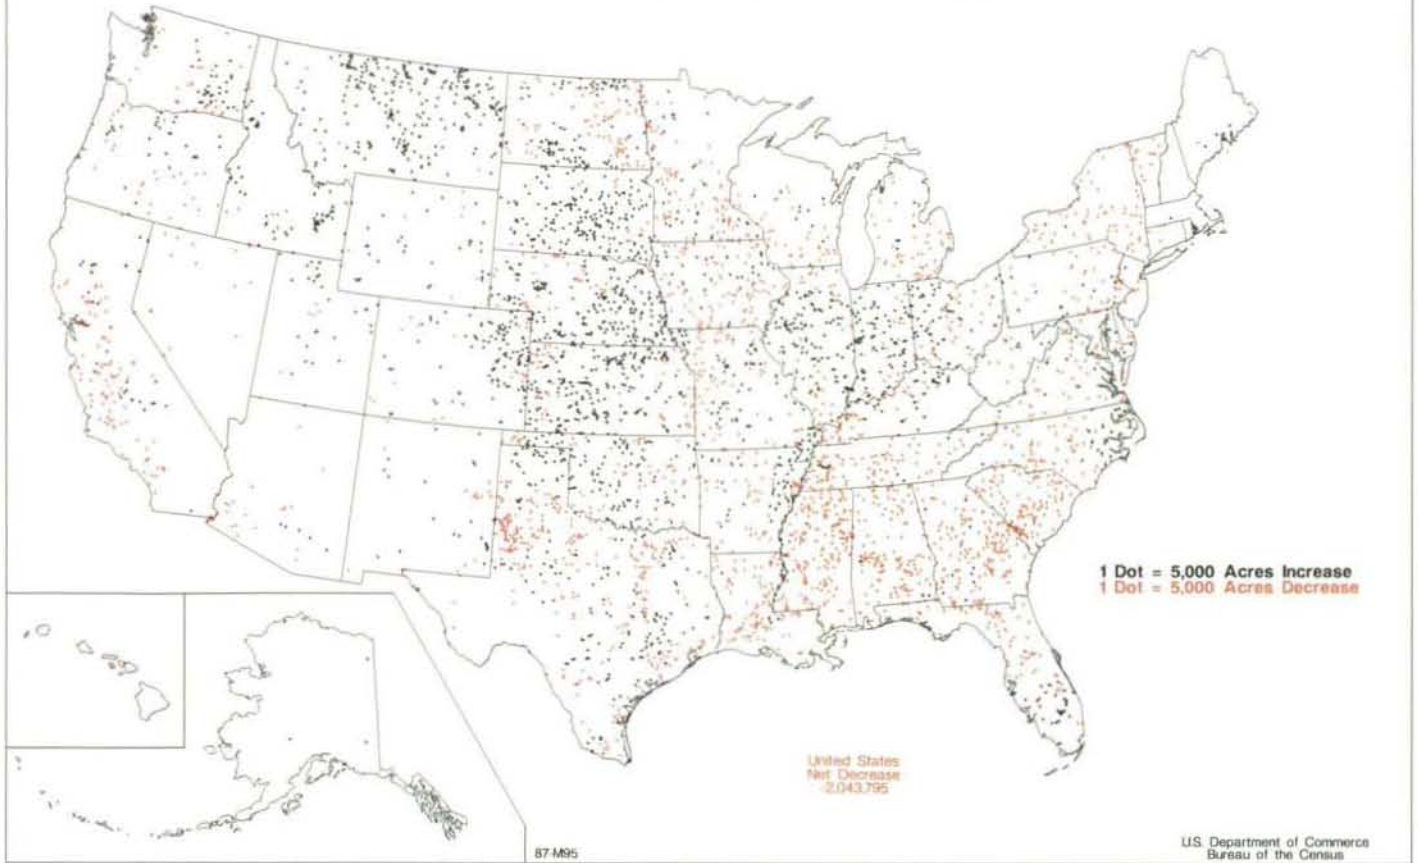 1 Dot = 5,000 Acres Increase
1 Dot = 5,000 Acres Decrease
United States
Net Decrease
-2,043,795
87-M95
U.S. Department of Commerce
Bureau of the Census